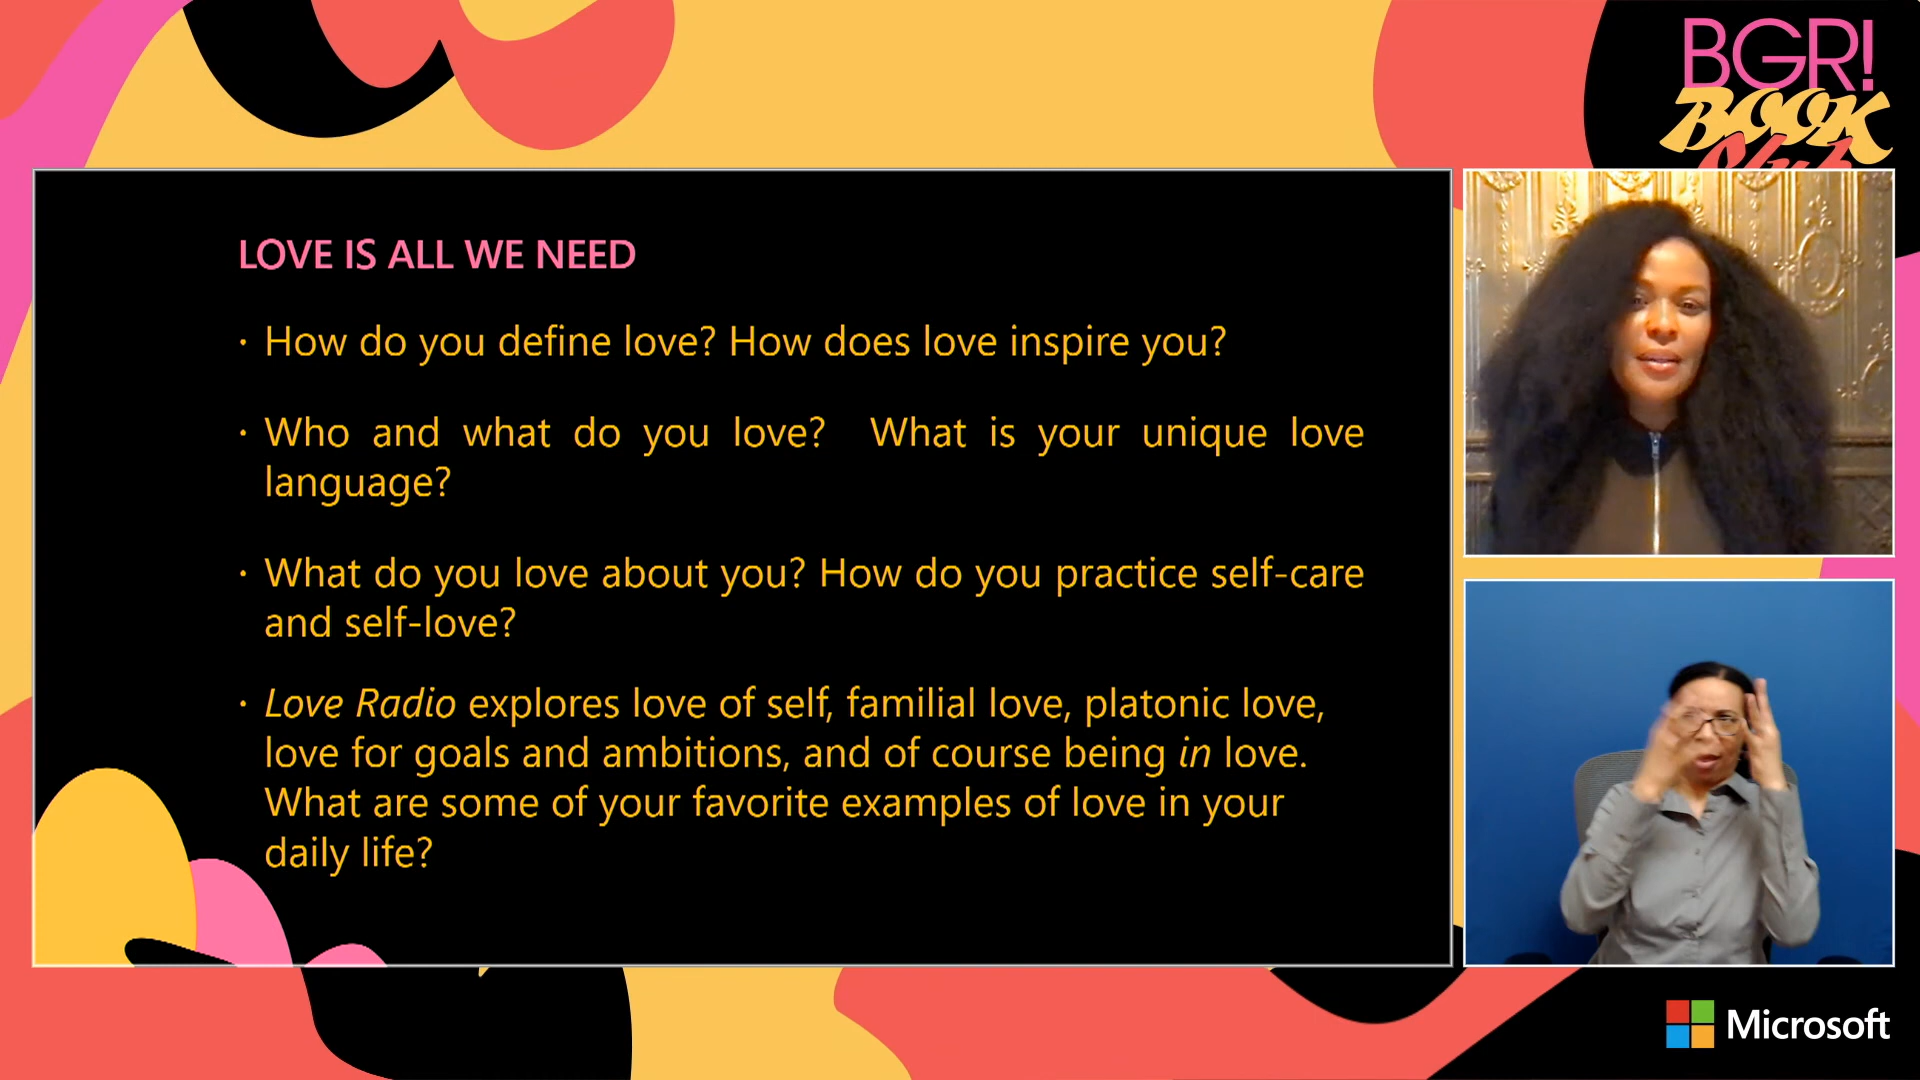 BGR!
BOOK
Club
LOVE IS ALL WE NEED
· How do you define love? How does love inspire you?
· Who and what do you love? What is your unique love
language?
· What do you love about you? How do you practice self-care
and self-love?
· Love Radio explores love of self, familial love, platonic love,
love for goals and ambitions, and of course being in love.
What are some of your favorite examples of love in your
daily life?
Microsoft